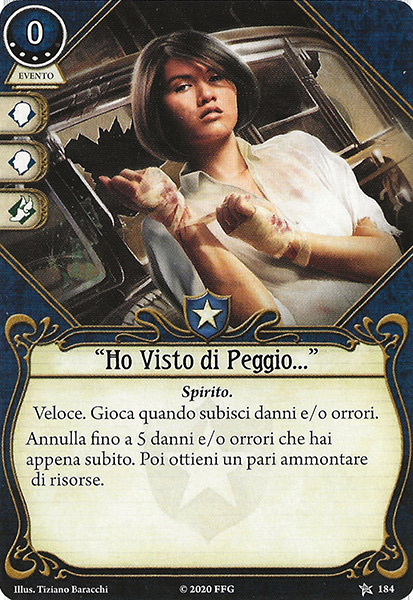 0
EVENTO
“Ho Visto di Peggio...”
Spirito.
Veloce. Gioca quando subisci danni e/o orrori.
Annulla fino a 5 danni e/o orrori che hai
appena subito. Poi ottieni un pari ammontare
di risorse.
Illus. Tiziano Baracchi
© 2020 FFG
184